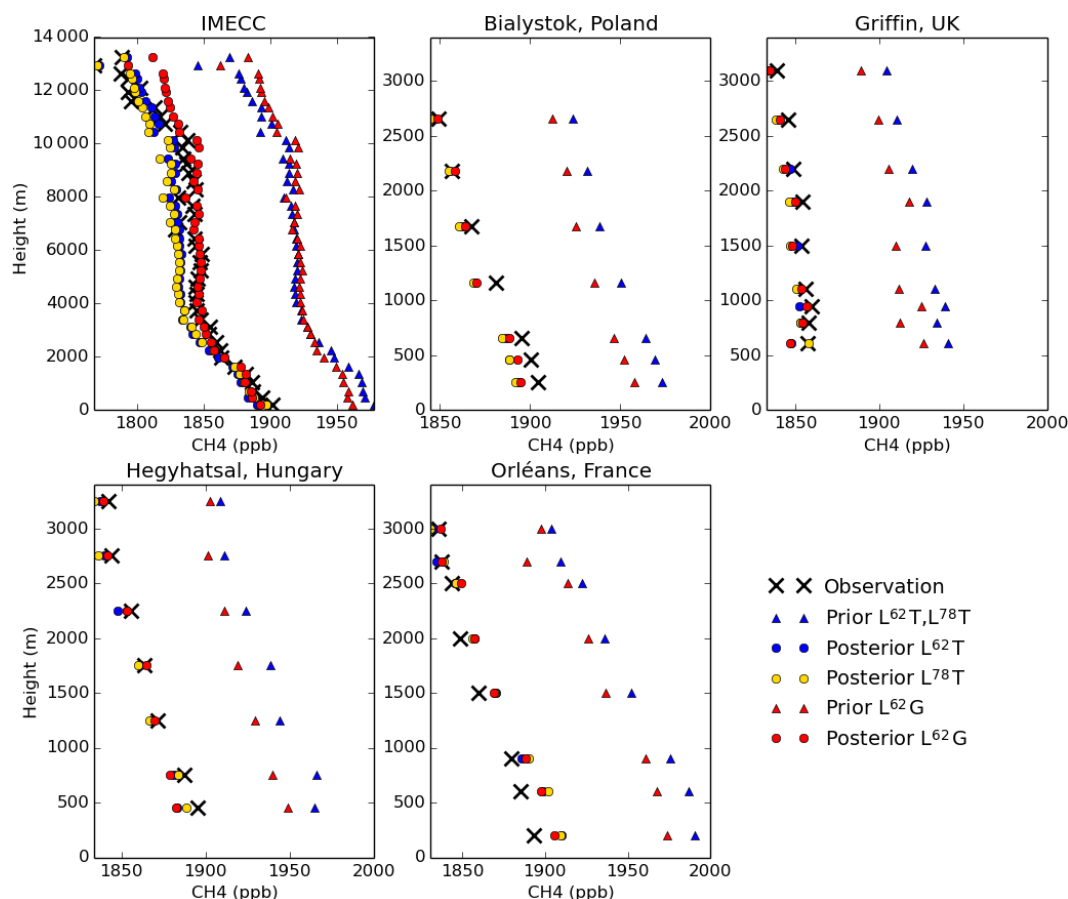 IMECC
Bialystok, Poland
Griffin, UK
14 000
12 000
10 000
8000
6000
4000
2000
0
Height (m)
1800 1850 1900 1950
CH4 (ppb)
3000
2500
2000
1500
1000
500
0
1850 1900 1950 2000
CH4 (ppb)
3000
2500
2000
1500
1000
500
0
1850 1900 1950 2000
CH4 (ppb)
Hegyhatsal, Hungary
Orléans, France
3000
2500
2000
1500
1000
500
0
Height (m)
1850 1900 1950 2000
CH4 (ppb)
3000
2500
2000
1500
1000
500
0
1850 1900 1950 2000
CH4 (ppb)
Observation
Prior L⁶²T,L⁷⁸T
Posterior L⁶²T
Posterior L⁷⁸T
Prior L⁶²G
Posterior L⁶²G